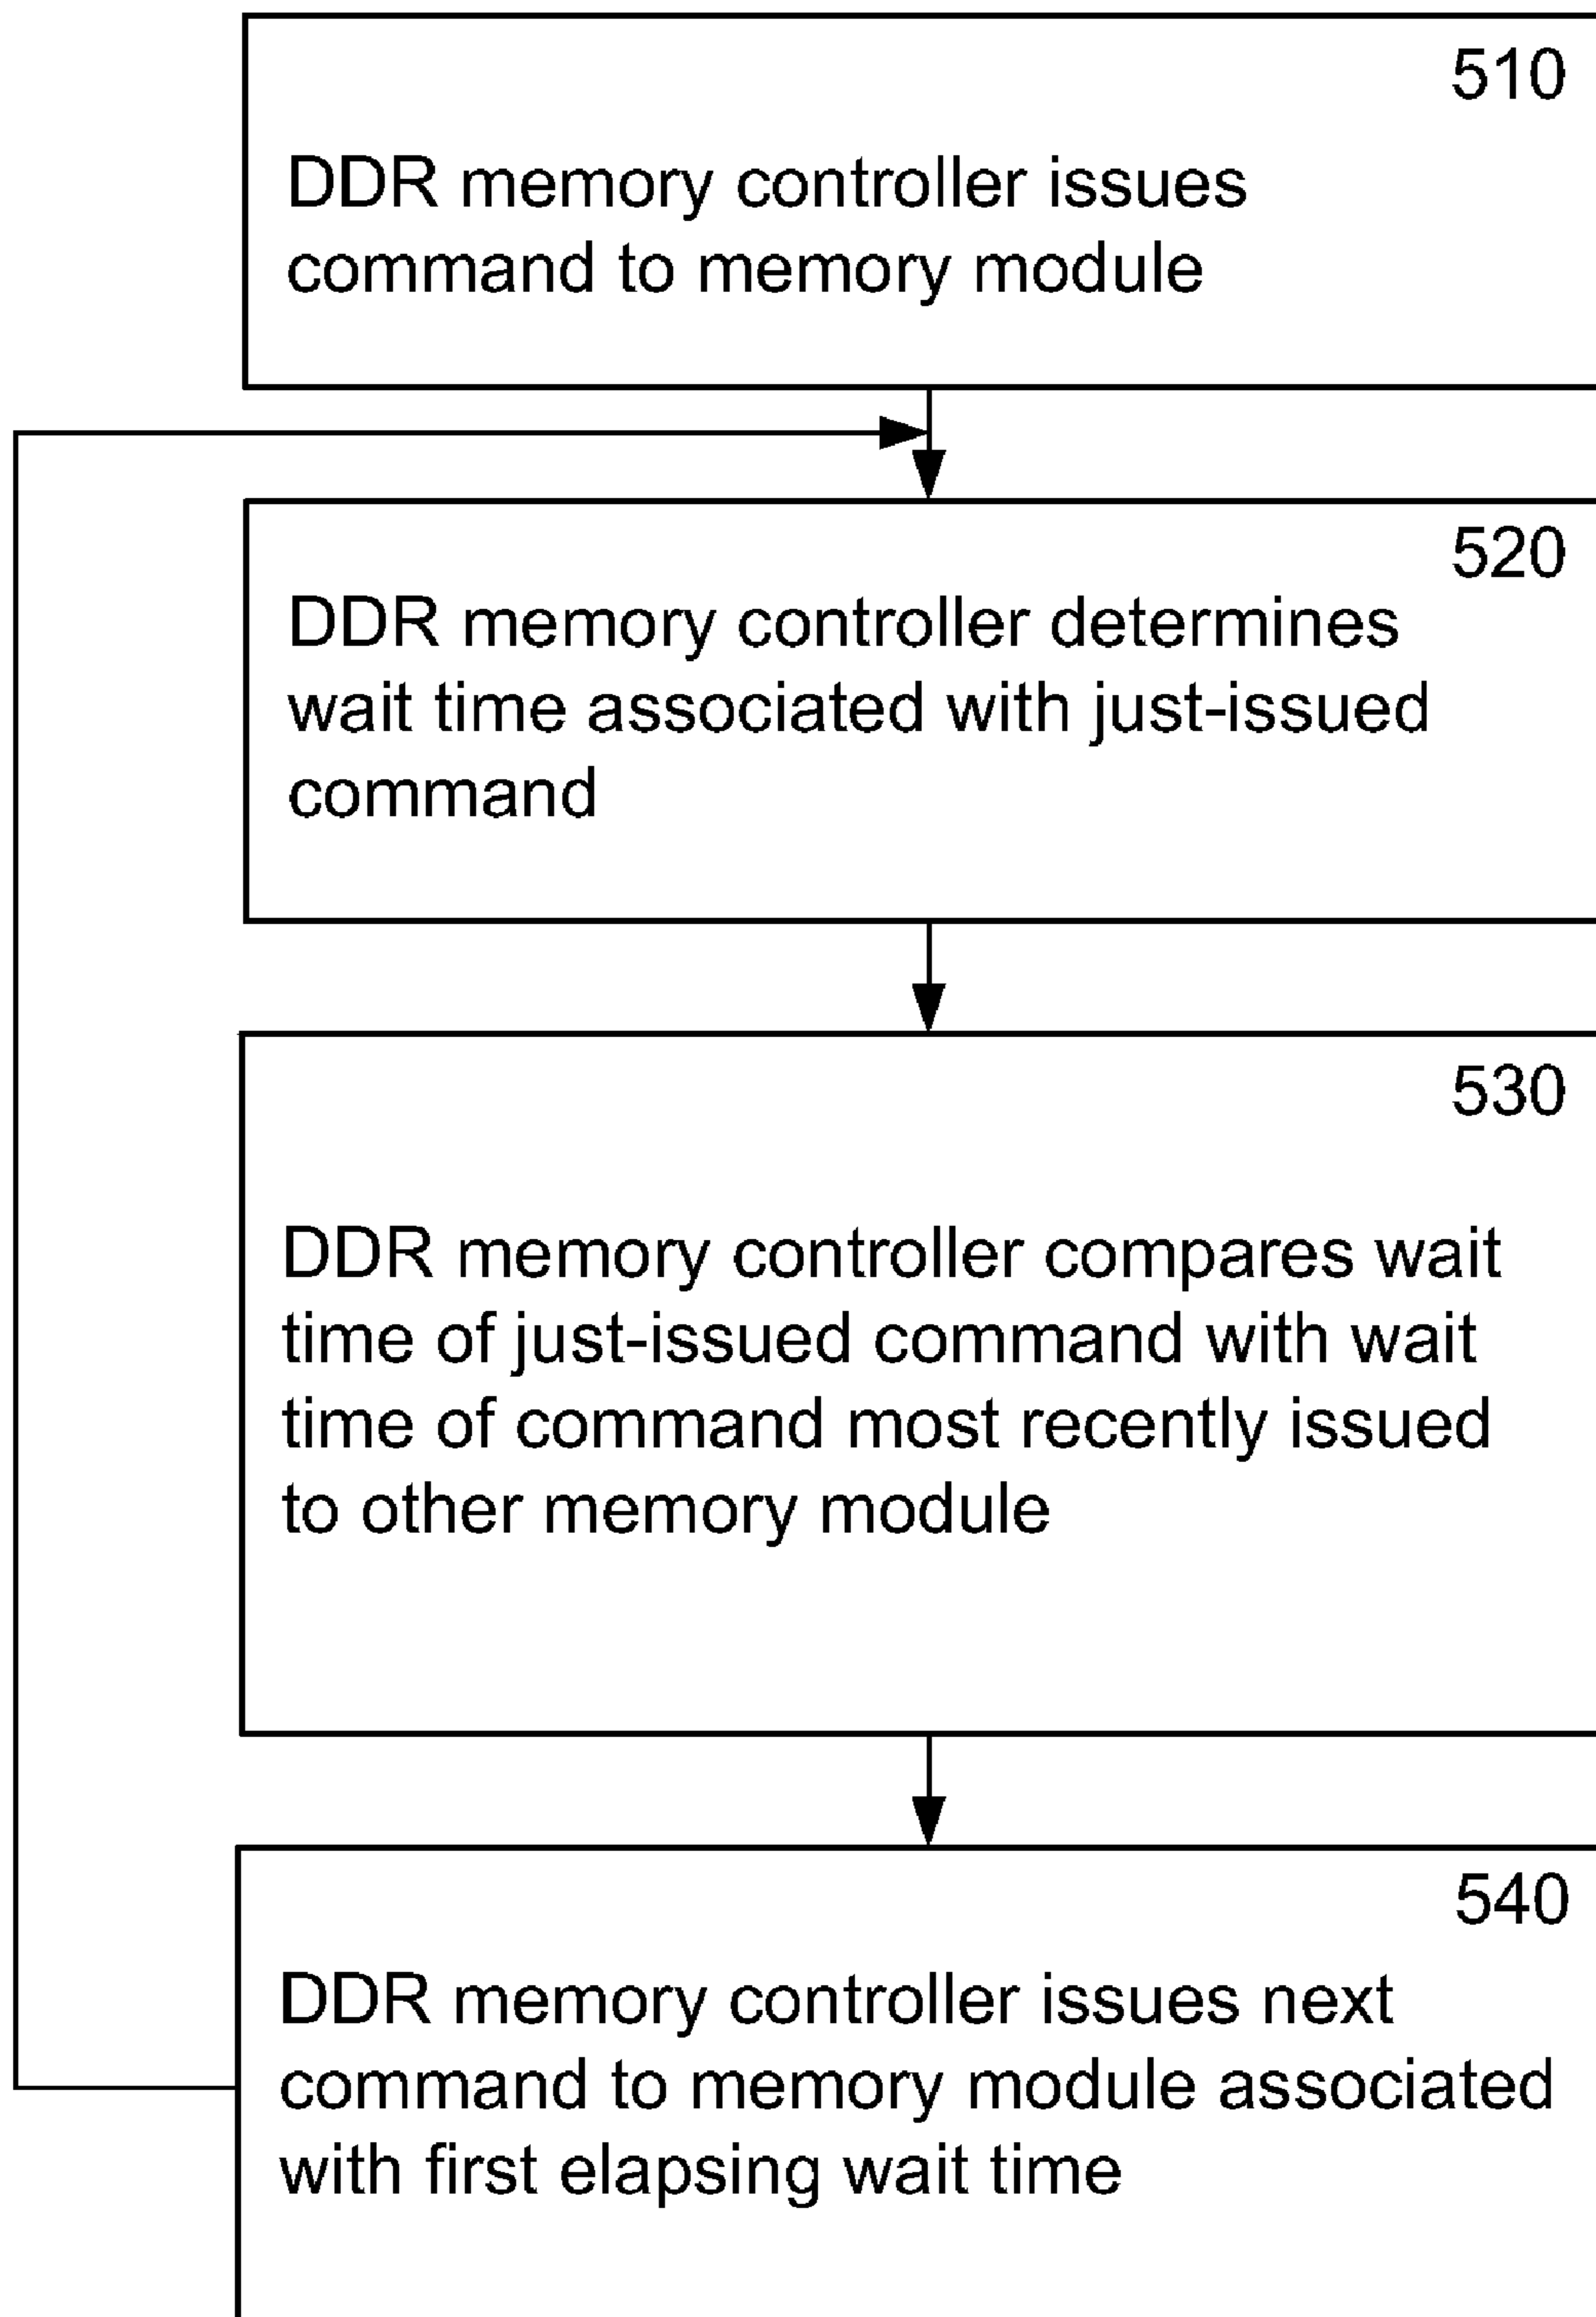 510
DDR memory controller issues
command to memory module
520
DDR memory controller determines
wait time associated with just-issued
command
530
DDR memory controller compares wait
time of just-issued command with wait
time of command most recently issued
to other memory module
540
DDR memory controller issues next
command to memory module associated
with first elapsing wait time